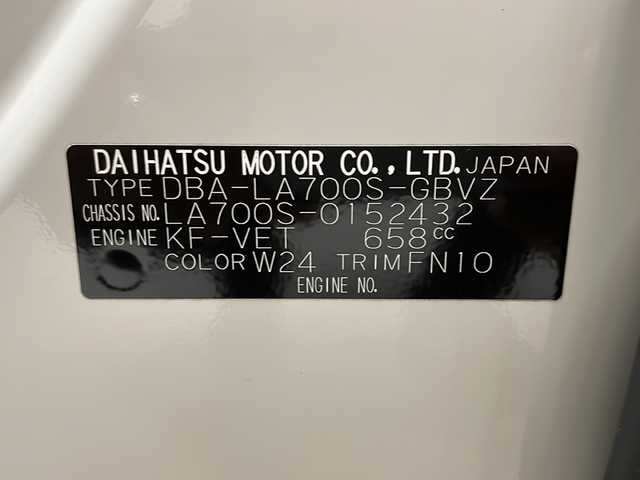 DAIHATSU MOTOR CO., LTD. JAPAN
TYPE DBA-LA700S-GBVZ
CHASSIS NO. LA700S-0152432
ENGINE KF-VET 658CC
COLOR W24 TRIM FN10
ENGINE NO.